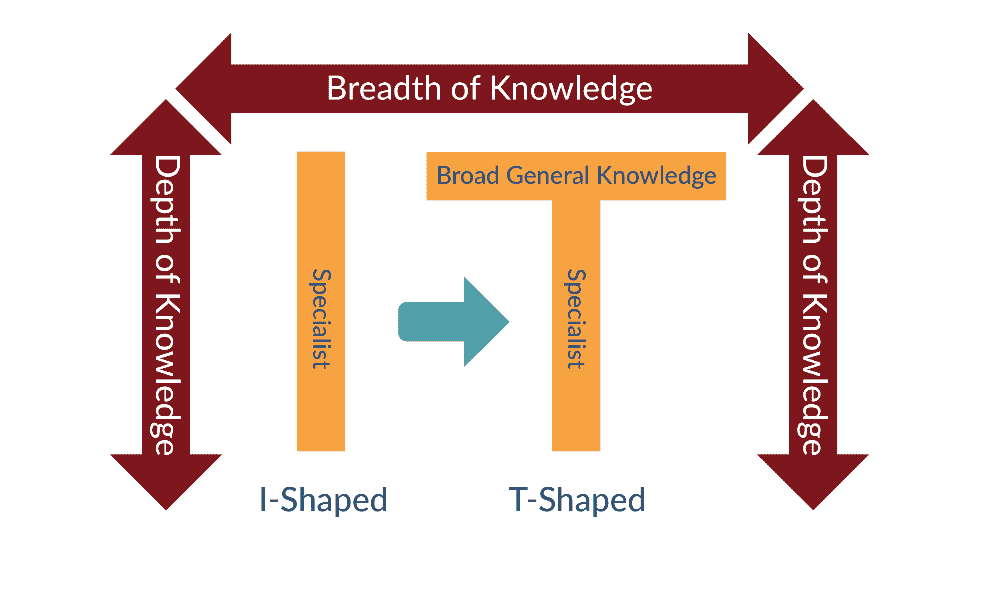 Breadth of Knowledge
Depth of Knowledge
Specialist
Broad General Knowledge
Specialist
Depth of Knowledge
I-Shaped
T-Shaped